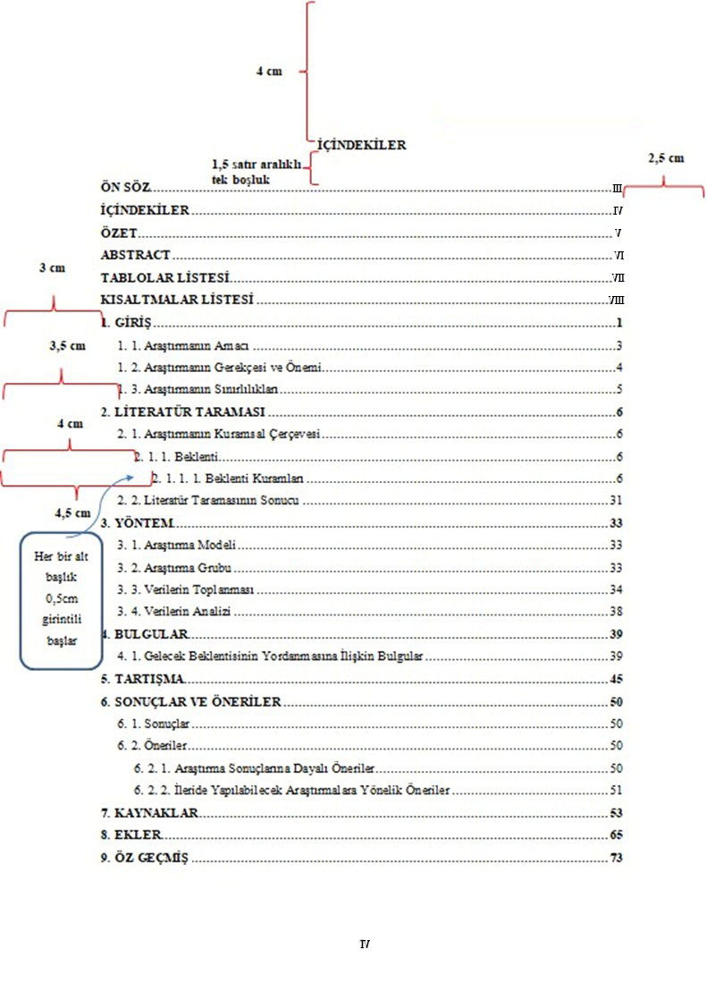 4 cm
İÇİNDEKİLER
1,5 satır aralıklı
tek boşluk
2,5 cm
ÖN SÖZ....................III
İÇİNDEKİLER....................IV
ÖZET....................V
ABSTRACT....................VI
TABLOLAR LİSTESİ....................VII
KISALTMALAR LİSTESİ....................VIII
3 cm
1. GİRİŞ....................1
3,5 cm
1. 1. Araştırmanın Amacı....................3
1. 2. Araştırmanın Gerekçesi ve Önemi....................4
1. 3. Araştırmanın Sınırlılıkları....................5
2. LİTERATÜR TARAMASI....................6
4 cm
2. 1. Araştırmanın Kuramsal Çerçevesi....................6
2. 1. 1. Beklenti....................6
2. 1. 1. 1. Beklenti Kuramları....................6
2. 2. Literatür Taramasının Sonucu....................31
4,5 cm
3. YÖNTEM....................33
3. 1. Araştırma Modeli....................33
3. 2. Araştırma Grubu....................33
3. 3. Verilerin Toplanması....................34
3. 4. Verilerin Analizi....................38
Her bir alt
başlık
0,5cm
girintili
başlar
4. BULGULAR....................39
4. 1. Gelecek Beklentisinin Yordanmasına İlişkin Bulgular....................39
5. TARTIŞMA....................45
6. SONUÇLAR VE ÖNERİLER....................50
6. 1. Sonuçlar....................50
6. 2. Öneriler....................50
6. 2. 1. Araştırma Sonuçlarına Dayalı Öneriler....................50
6. 2. 2. İleride Yapılabilecek Araştırmalara Yönelik Öneriler....................51
7. KAYNAKLAR....................53
8. EKLER....................65
9. ÖZ GEÇMİŞ....................73
IV